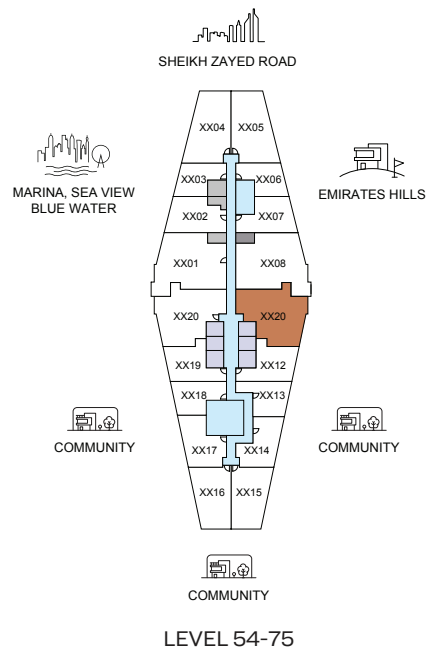 SHEIKH ZAYED ROAD
XX04 XX05
MARINA, SEA VIEW
BLUE WATER
XX03 XX06
EMIRATES HILLS
XX02 XX07
XX01 XX08
XX20 XX20
XX19 XX12
XX18 XX13
COMMUNITY
XX17 XX14
COMMUNITY
XX16 XX15
COMMUNITY
LEVEL 54-75